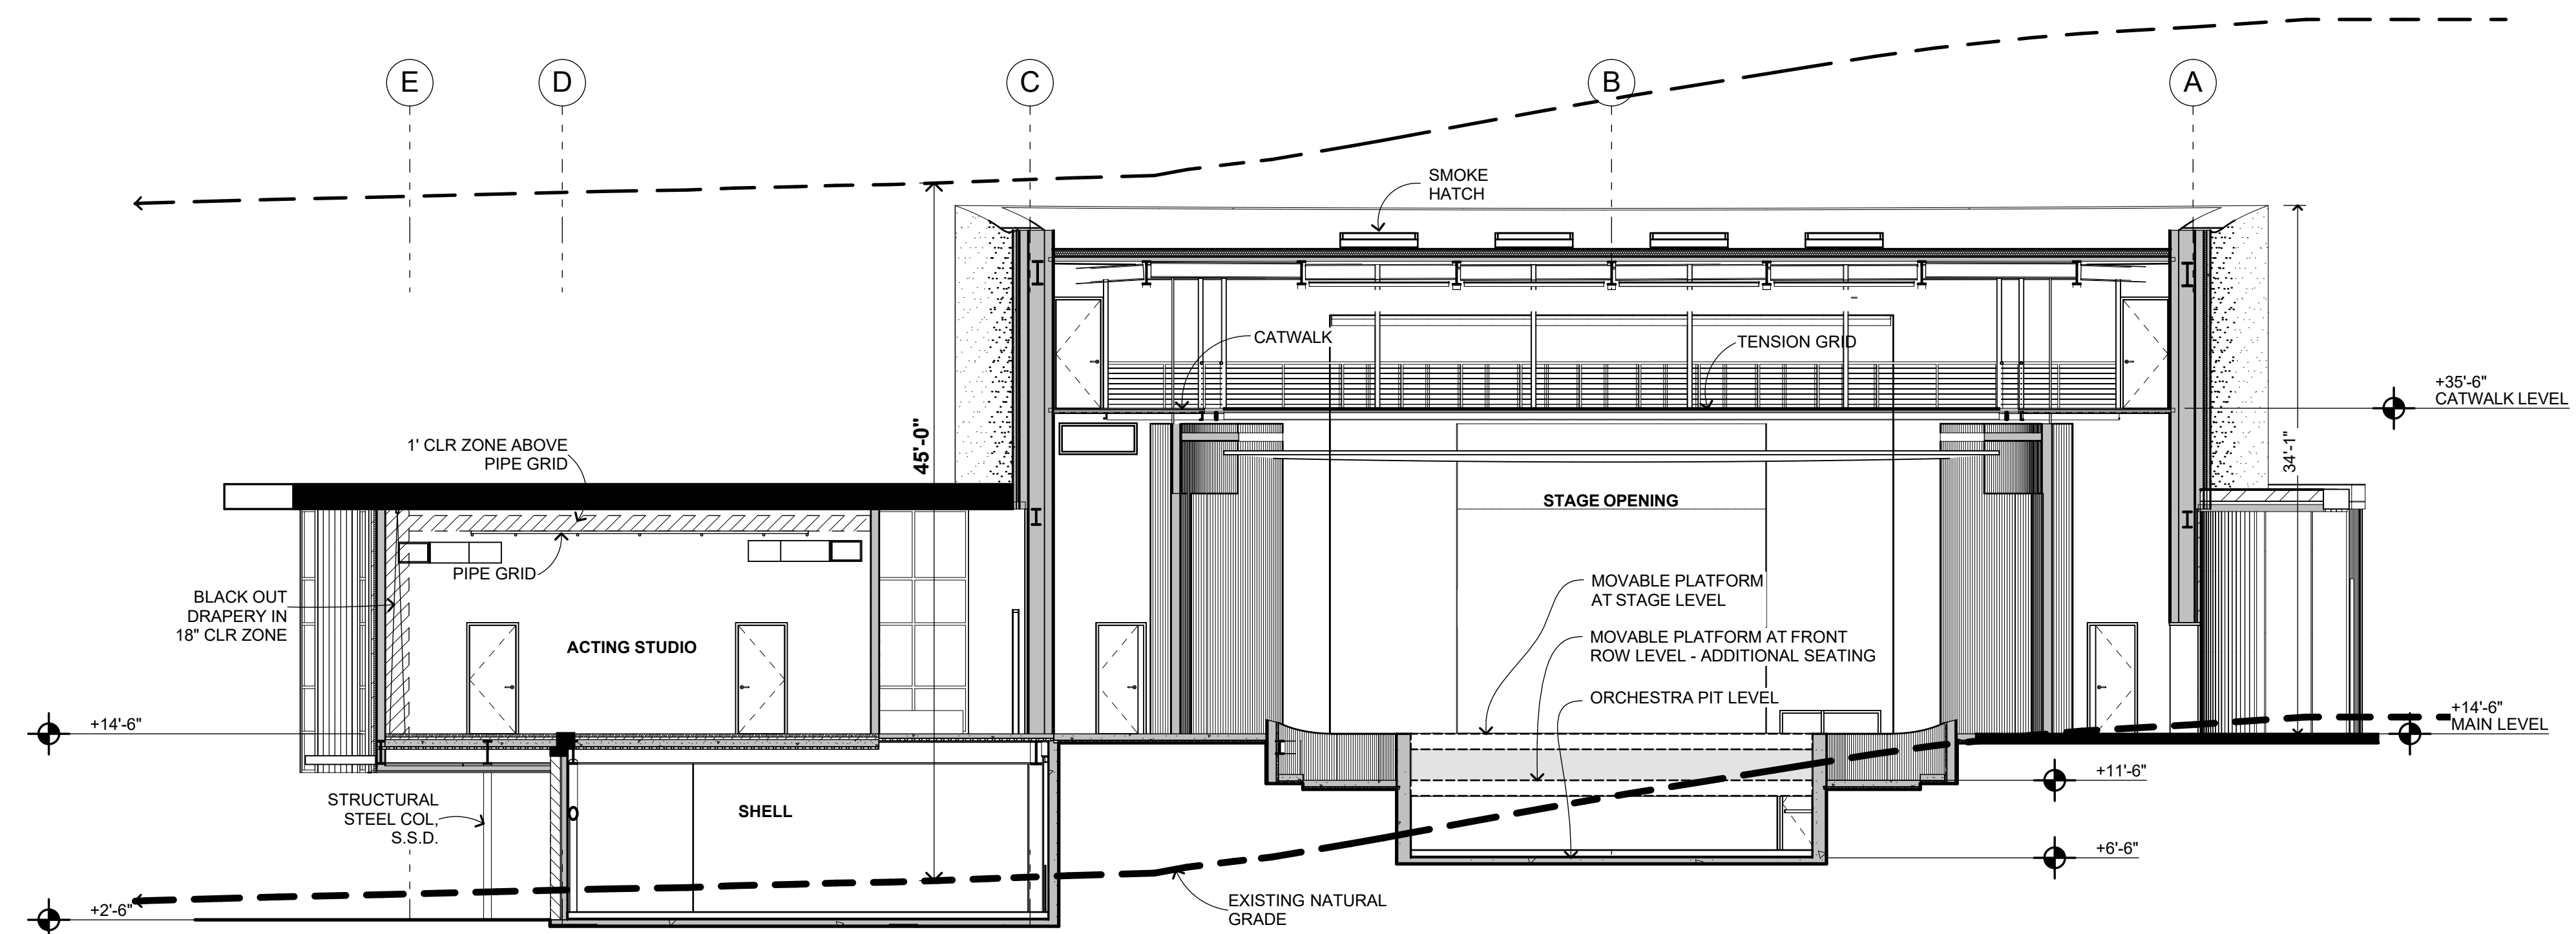 E
D
C
B
A
SMOKE
HATCH
CATWALK
TENSION GRID
+35'-6"
CATWALK LEVEL
1' CLR ZONE ABOVE
PIPE GRID
45'-0"
34'-1"
STAGE OPENING
PIPE GRID
BLACK OUT
DRAPERY IN
18" CLR ZONE
ACTING STUDIO
MOVABLE PLATFORM
AT STAGE LEVEL
MOVABLE PLATFORM AT FRONT
ROW LEVEL - ADDITIONAL SEATING
ORCHESTRA PIT LEVEL
+14'-6"
+14'-6"
MAIN LEVEL
+11'-6"
STRUCTURAL
STEEL COL,
S.S.D.
SHELL
+6'-6"
EXISTING NATURAL
GRADE
+2'-6"